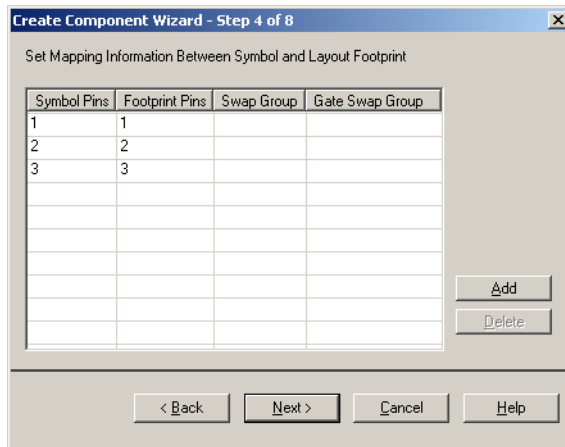 Create Component Wizard - Step 4 of 8
Set Mapping Information Between Symbol and Layout Footprint
Symbol Pins Footprint Pins Swap Group Gate Swap Group
1 1
2 2
3 3
Add
Delete
< Back Next > Cancel Help